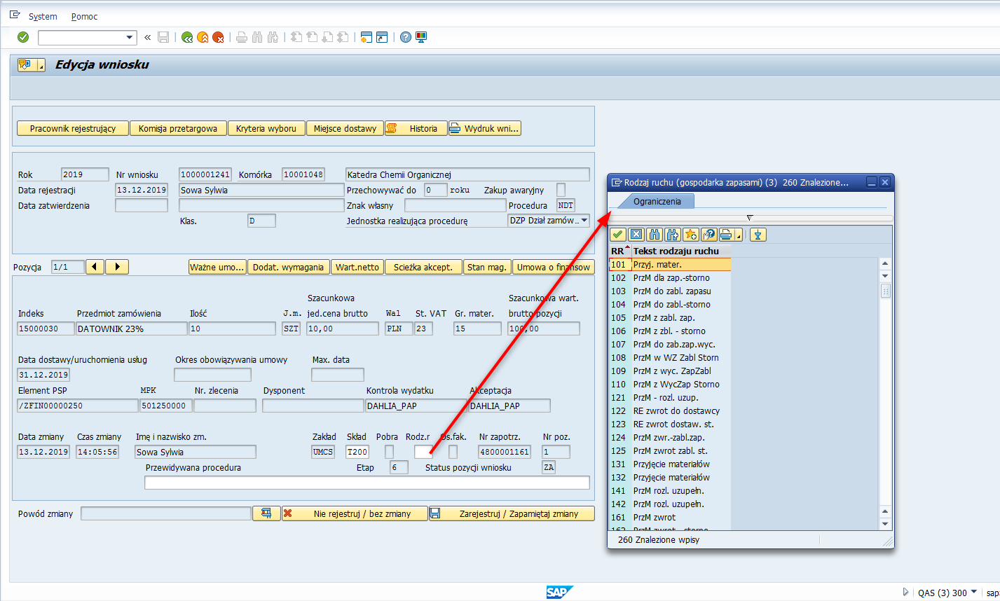 System Pomoc
Edycja wniosku
Pracownik rejestrujący Komisja przetargowa Kryteria wyboru Miejsce dostawy Historia Wydruk wni...
Rok 2019 Nr wniosku 1000001241 Komórka 10001048 Katedra Chemii Organicznej
Data rejestracji 13.12.2019 Sowa Sylwia Przechowywać do 0 roku Zakup awaryjny
Data zatwierdzenia Znak własny Procedura NDT
Klas. D Jednostka realizująca procedurę DZP Dział zamów...
Pozycja 1/1 Ważne umo... Dodat. wymagania Wart.netto Scieżka akcept. Stan mag. Umowa o finansow
Szacunkowa Szacunkowa wart.
Indeks Przedmiot zamówienia Ilość J.m. jed.cena brutto Wal St. VAT Gr. mater. brutto pozycji
15000030 DATOWNIK 23% 10 SZT 10,00 PLN 23 15 100,00
Data dostawy/uruchomienia usług Okres obowiązywania umowy Max. data
31.12.2019
Element PSP MPK Nr. zlecenia Dysponent Kontrola wydatku Akceptacja
/ZFIN00000250 501250000 DAHLIA_PAP DAHLIA_PAP
Data zmiany Czas zmiany Imę i nazwisko zm. Zakład Skład Pobra Rodz.r Os.fak. Nr zapotrz. Nr poz.
13.12.2019 14:05:56 Sowa Sylwia UMCS T200 4800001161 1
Przewidywana procedura Etap 6 Status pozycji wniosku ZA
Powód zmiany Nie rejestruj / bez zmiany Zarejestruj / Zapamiętaj zmiany
Rodzaj ruchu (gospodarka zapasami) (3) 260 Znalezione...
Ograniczenia
RR Tekst rodzaju ruchu
101 Przyj. mater.
102 PrzM dla zap.-storno
103 PrzM do zabl. zapasu
104 PrzM do zabl.-storno
105 PrzM z zabl. zap.
106 PrzM z zbl. - storno
107 PrzM do zab.zap.wyc.
108 PrzM w WZ Zabl Storn
109 PrzM z wyc. ZapZabl
110 PrzM z WycZap Storno
121 PrzM - rozl. uzup.
122 RE zwrot do dostawcy
123 RE zwrot dostaw. st.
124 PrzM zwr.-zabl.zap.
125 PrzM zwrot zabl. st.
131 Przyjęcie materiałów
132 Przyjęcie materiałów
141 PrzM rozl. uzupełn.
142 PrzM rozl. uzupełn.
161 PrzM zwrot
162 PrzM zwrot - storno
260 Znalezione wpisy
SAP QAS (3) 300